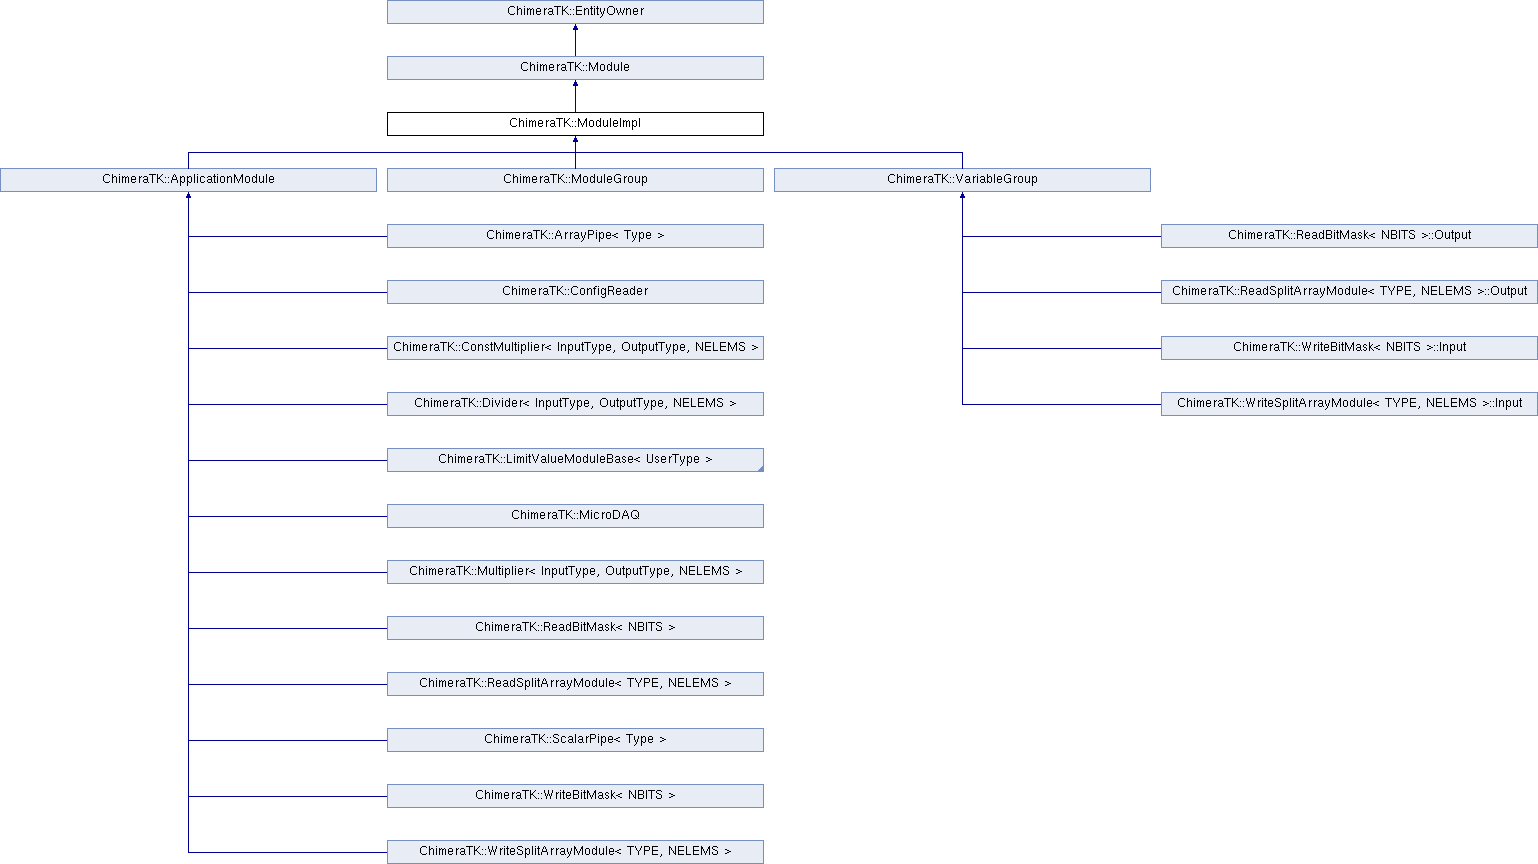 ChimeraTK::EntityOwner
ChimeraTK::Module
ChimeraTK::ModuleImpl
ChimeraTK::ApplicationModule
ChimeraTK::ModuleGroup
ChimeraTK::VariableGroup
ChimeraTK::ArrayPipe< Type >
ChimeraTK::ReadBitMask< NBITS >::Output
ChimeraTK::ConfigReader
ChimeraTK::ReadSplitArrayModule< TYPE, NELEMS >::Output
ChimeraTK::ConstMultiplier< InputType, OutputType, NELEMS >
ChimeraTK::WriteBitMask< NBITS >::Input
ChimeraTK::Divider< InputType, OutputType, NELEMS >
ChimeraTK::WriteSplitArrayModule< TYPE, NELEMS >::Input
ChimeraTK::LimitValueModuleBase< UserType >
ChimeraTK::MicroDAQ
ChimeraTK::Multiplier< InputType, OutputType, NELEMS >
ChimeraTK::ReadBitMask< NBITS >
ChimeraTK::ReadSplitArrayModule< TYPE, NELEMS >
ChimeraTK::ScalarPipe< Type >
ChimeraTK::WriteBitMask< NBITS >
ChimeraTK::WriteSplitArrayModule< TYPE, NELEMS >